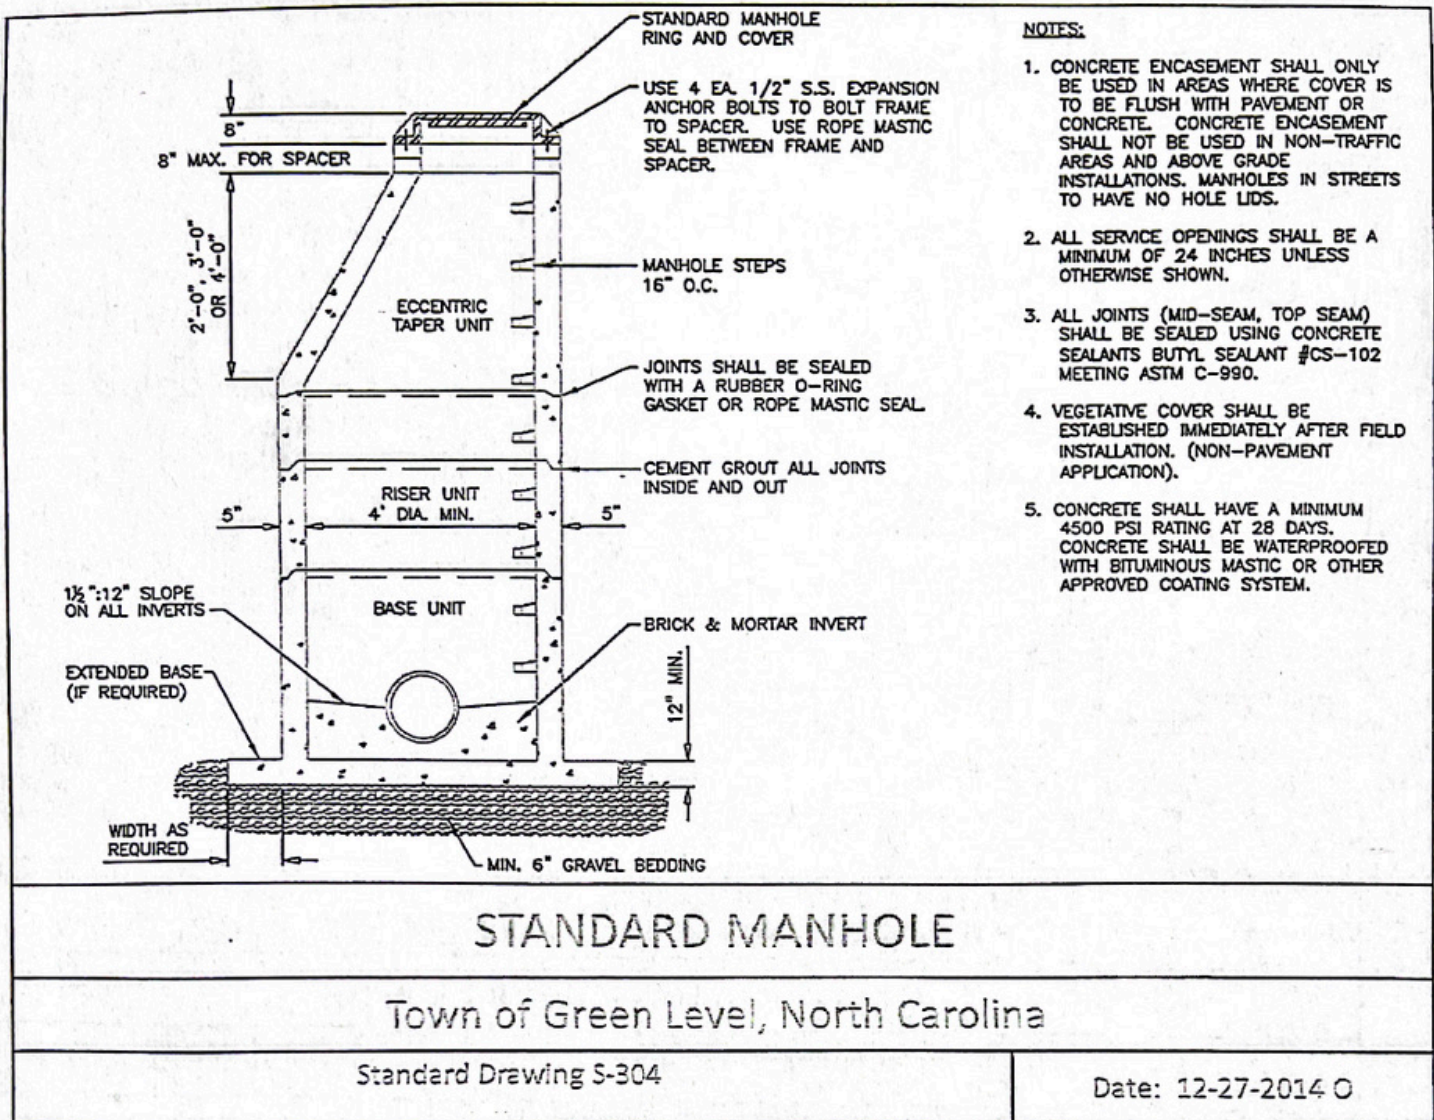 STANDARD MANHOLE
RING AND COVER
USE 4 EA. 1/2" S.S. EXPANSION
ANCHOR BOLTS TO BOLT FRAME
TO SPACER. USE ROPE MASTIC
SEAL BETWEEN FRAME AND
SPACER.
8"
8" MAX. FOR SPACER
2'-0", 3'-0"
OR 4'-0"
ECCENTRIC
TAPER UNIT
MANHOLE STEPS
16" O.C.
JOINTS SHALL BE SEALED
WITH A RUBBER O-RING
GASKET OR ROPE MASTIC SEAL
CEMENT GROUT ALL JOINTS
INSIDE AND OUT
RISER UNIT
4' DIA. MIN.
5"
5"
1½":12" SLOPE
ON ALL INVERTS
BASE UNIT
BRICK & MORTAR INVERT
EXTENDED BASE
(IF REQUIRED)
12" MIN.
WIDTH AS
REQUIRED
MIN. 6" GRAVEL BEDDING
NOTES:
1. CONCRETE ENCASEMENT SHALL ONLY
BE USED IN AREAS WHERE COVER IS
TO BE FLUSH WITH PAVEMENT OR
CONCRETE. CONCRETE ENCASEMENT
SHALL NOT BE USED IN NON-TRAFFIC
AREAS AND ABOVE GRADE
INSTALLATIONS. MANHOLES IN STREETS
TO HAVE NO HOLE LIDS.
2. ALL SERVICE OPENINGS SHALL BE A
MINIMUM OF 24 INCHES UNLESS
OTHERWISE SHOWN.
3. ALL JOINTS (MID-SEAM, TOP SEAM)
SHALL BE SEALED USING CONCRETE
SEALANTS BUTYL SEALANT #CS-102
MEETING ASTM C-990.
4. VEGETATIVE COVER SHALL BE
ESTABLISHED IMMEDIATELY AFTER FIELD
INSTALLATION. (NON-PAVEMENT
APPLICATION).
5. CONCRETE SHALL HAVE A MINIMUM
4500 PSI RATING AT 28 DAYS.
CONCRETE SHALL BE WATERPROOFED
WITH BITUMINOUS MASTIC OR OTHER
APPROVED COATING SYSTEM.
STANDARD MANHOLE
Town of Green Level, North Carolina
Standard Drawing S-304
Date: 12-27-2014 O